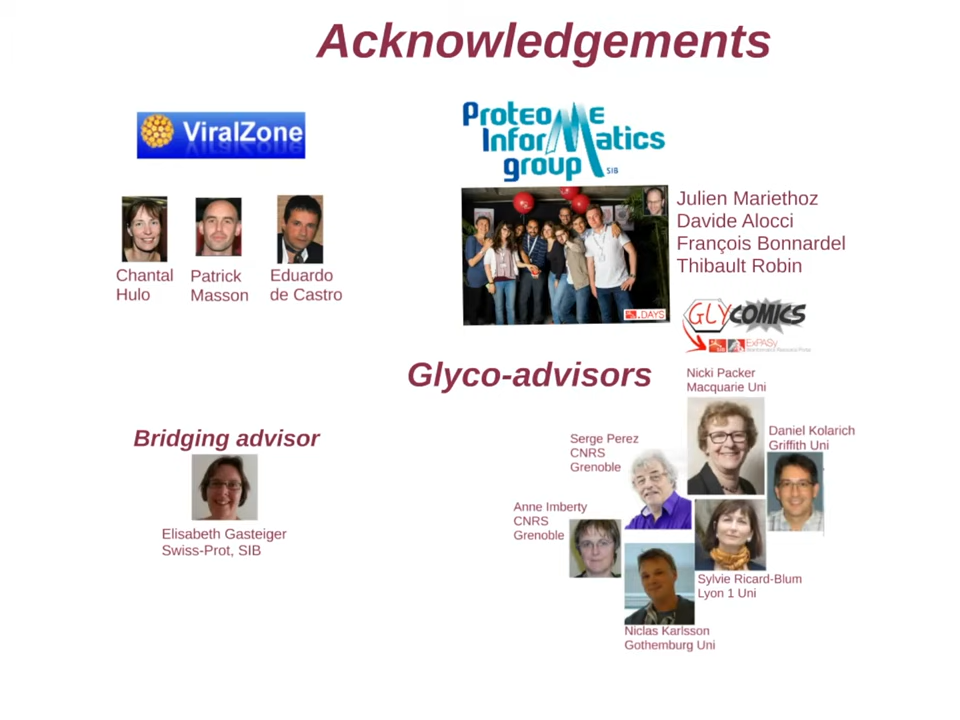 Acknowledgements
ViralZone
Chantal
Hulo
Patrick
Masson
Eduardo
de Castro
Proteome
Informatics
group SIB
Julien Mariethoz
Davide Alocci
François Bonnardel
Thibault Robin
.DAYS
GLYCOMICS
ExPASy
Glyco-advisors
Nicki Packer
Macquarie Uni
Daniel Kolarich
Griffith Uni
Serge Perez
CNRS
Grenoble
Anne Imberty
CNRS
Grenoble
Sylvie Ricard-Blum
Lyon 1 Uni
Niclas Karlsson
Gothemburg Uni
Bridging advisor
Elisabeth Gasteiger
Swiss-Prot, SIB